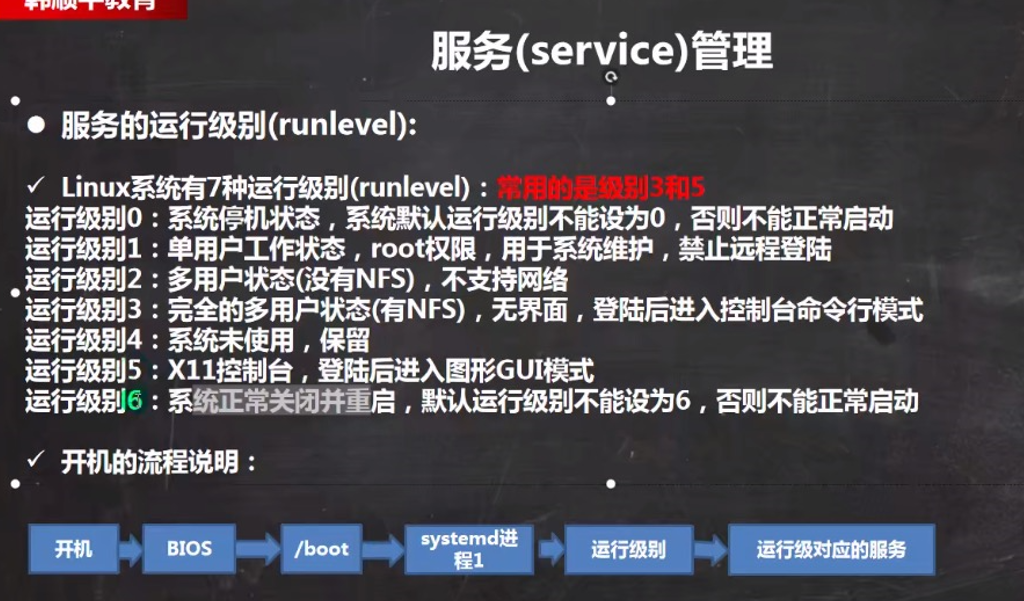 韩顺平教育
服务(service)管理
● 服务的运行级别(runlevel):
✓ Linux系统有7种运行级别(runlevel)：常用的是级别3和5
运行级别0：系统停机状态，系统默认运行级别不能设为0，否则不能正常启动
运行级别1：单用户工作状态，root权限，用于系统维护，禁止远程登陆
运行级别2：多用户状态(没有NFS)，不支持网络
运行级别3：完全的多用户状态(有NFS)，无界面，登陆后进入控制台命令行模式
运行级别4：系统未使用，保留
运行级别5：X11控制台，登陆后进入图形GUI模式
运行级别6：系统正常关闭并重启，默认运行级别不能设为6，否则不能正常启动
✓ 开机的流程说明：
开机
BIOS
/boot
systemd进
程1
运行级别
运行级对应的服务